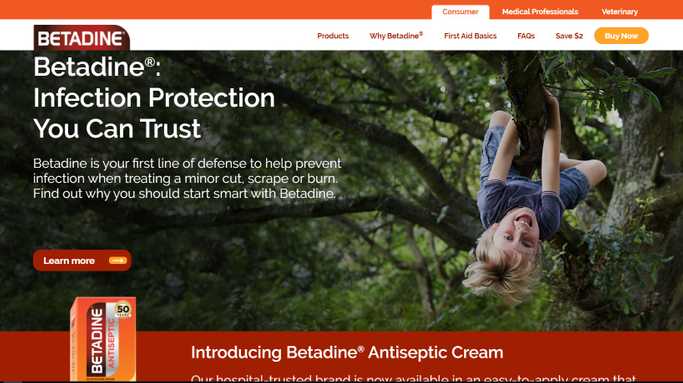 Consumer
Medical Professionals
Veterinary
BETADINE®
Products
Why Betadine®
First Aid Basics
FAQs
Save $2
Buy Now
Betadine®:
Infection Protection
You Can Trust
Betadine is your first line of defense to help prevent
infection when treating a minor cut, scrape or burn.
Find out why you should start smart with Betadine.
Learn more
50
BETADINE
ANTISEPTIC
Introducing Betadine® Antiseptic Cream
Our hospital-trusted brand is now available in an easy-to-apply cream that